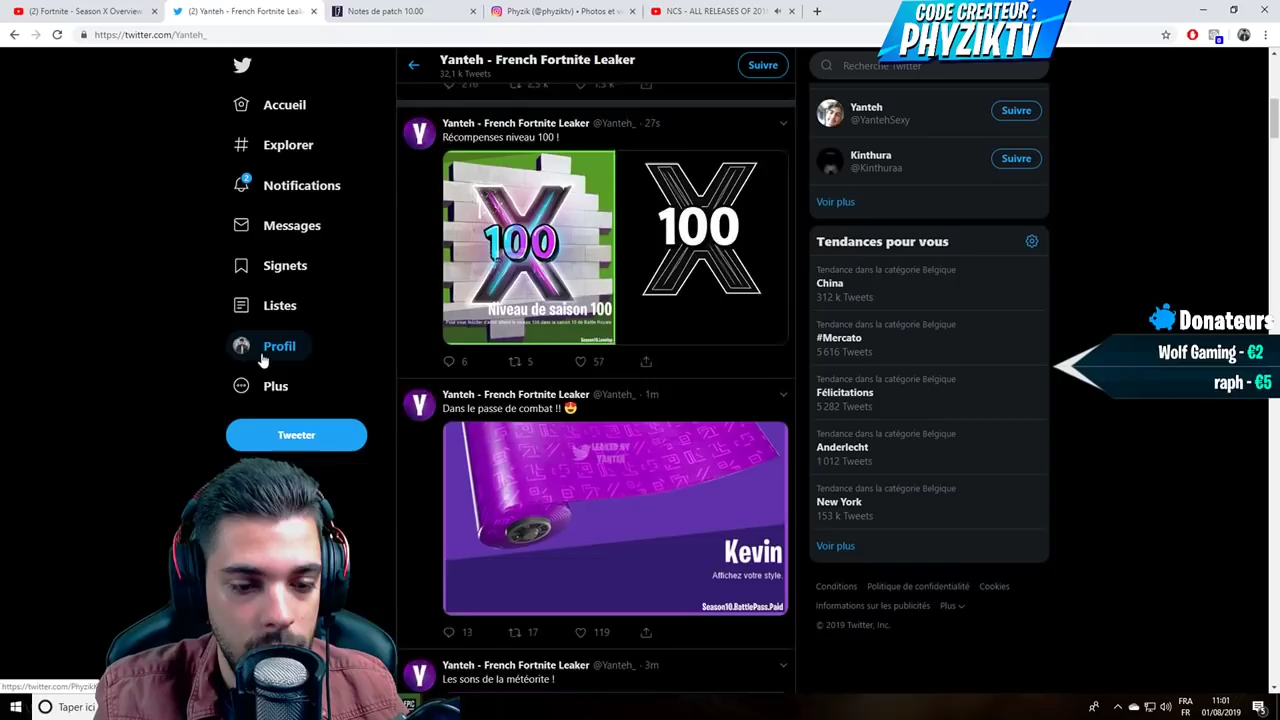 (2) Fortnite - Season X Overview
(2) Yanteh - French Fortnite Leak
Notes de patch 10.00
Phyzik (@phyziktv) • Photos et v
NCS - ALL RELEASES OF 201
CODE CREATEUR :
PHYZIKTV
https://twitter.com/Yanteh_
Accueil
Explorer
2
Notifications
Messages
Signets
Listes
Profil
Plus
Tweeter
Yanteh - French Fortnite Leaker
32,1 k Tweets
Suivre
Yanteh - French Fortnite Leaker @Yanteh_ · 27s
Récompenses niveau 100 !
100
Niveau de saison 100
100
6
5
57
Yanteh - French Fortnite Leaker @Yanteh_ · 1m
Dans le passe de combat !! 😍
LEAKED BY
YANTEH
Kevin
Affichez votre style.
Season10.BattlePass.Paid
13
17
119
Yanteh - French Fortnite Leaker @Yanteh_ · 3m
Les sons de la météorite !
Recherche Twitter
Yanteh
@YantehSexy
Suivre
Kinthura
@Kinthuraa
Suivre
Voir plus
Tendances pour vous
Tendance dans la catégorie Belgique
China
312 k Tweets
Tendance dans la catégorie Belgique
#Mercato
5 616 Tweets
Tendance dans la catégorie Belgique
Félicitations
5 282 Tweets
Tendance dans la catégorie Belgique
Anderlecht
1 012 Tweets
Tendance dans la catégorie Belgique
New York
153 k Tweets
Voir plus
Conditions Politique de confidentialité Cookies
Informations sur les publicités Plus
© 2019 Twitter, Inc.
Donateurs
Wolf Gaming - €2
raph - €5
Taper ici
FRA
FR
11:01
01/08/2019
5